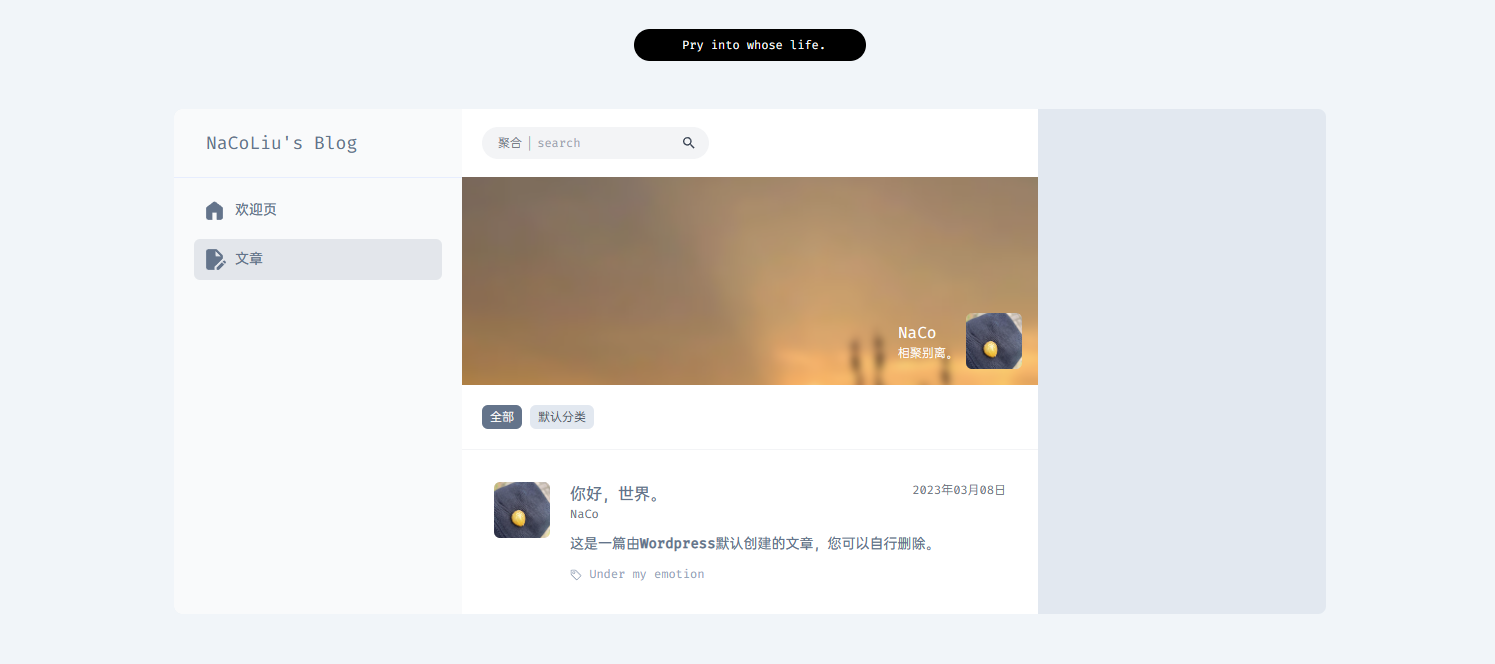 Pry into whose life.
NaCoLiu's Blog
欢迎页
文章
聚合 | search
NaCo
相聚别离。
全部 默认分类
你好，世界。 2023年03月08日
NaCo
这是一篇由Wordpress默认创建的文章，您可以自行删除。
Under my emotion